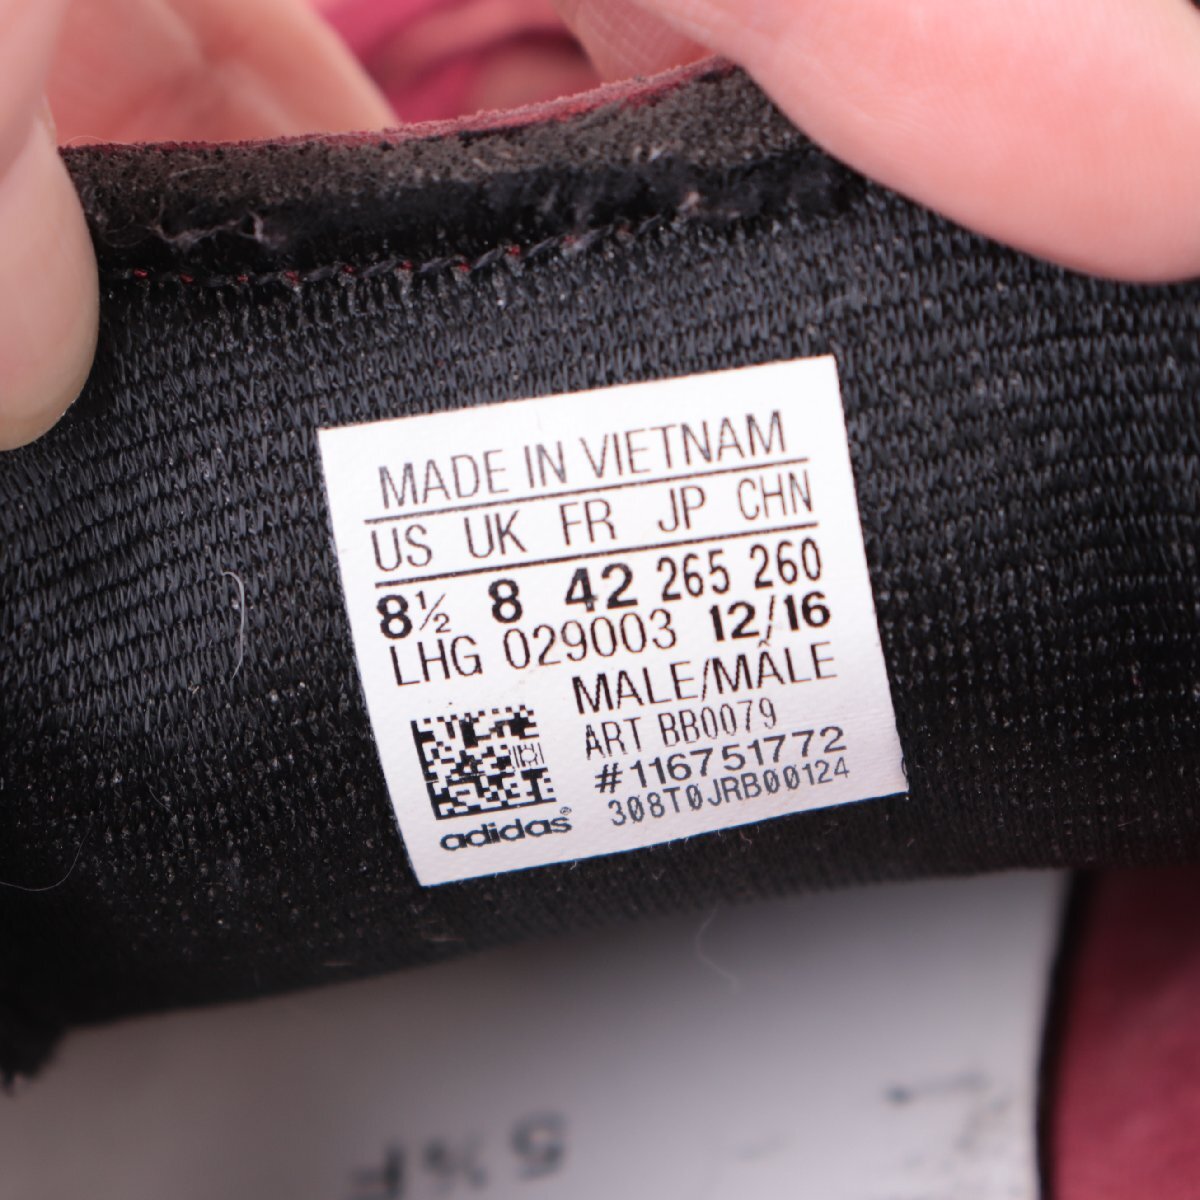 MADE IN VIETNAM
US UK FR JP CHN
8½ 8 42 265 260
LHG 029003 12/16
MALE/MÂLE
ART BB0079
#116751772
308T0JRB00124
adidas®